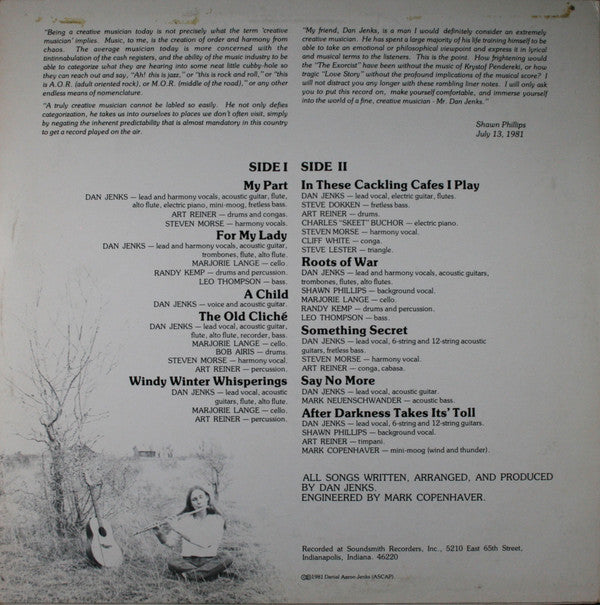 "Being a creative musician today is not precisely what the term 'creative
musician' implies. Music, to me, is the creation of order and harmony from
chaos. The average musician today is more concerned with the
tintinnabulation of the cash registers, and the ability of the music industry to be
able to categorize what they are hearing into some neat little cubby-hole so
they can reach out and say, "Ah! this is jazz," or "this is rock and roll," or "this
is A.O.R. (adult oriented rock), or M.O.R. (middle of the road)," or any other
endless means of nomenclature.
"A truly creative musician cannot be labled so easily. He not only defies
categorization, he takes us into ourselves to places we don't often visit, simply
by negating the inherent predictability that is almost mandatory in this country
to get a record played on the air.
"My friend, Dan Jenks, is a man I would definitely consider an extremely
creative musician. He has spent a large majority of his life training himself to be
able to take an emotional or philosophical viewpoint and express it in lyrical
and musical terms to the listeners. This is the point. How frightening would
the "The Exorcist" have been without the music of Krystof Pendereki, or how
tragic "Love Story" without the profound implications of the musical score? I
will not distract you any longer with these rambling liner notes. I will only ask
you to put this record on, make yourself comfortable, and immerse yourself
into the world of a fine, creative musician - Mr. Dan Jenks."
Shawn Phillips
July 13, 1981
SIDE I
My Part
DAN JENKS — lead and harmony vocals, acoustic guitar, flute,
alto flute, electric piano, mini-moog, fretless bass.
ART REINER — drums and congas.
STEVEN MORSE — harmony vocals.
For My Lady
DAN JENKS — lead and harmony vocals, acoustic guitar,
trombones, flute, alto flute.
MARJORIE LANGE — cello.
RANDY KEMP — drums and percussion.
LEO THOMPSON — bass.
A Child
DAN JENKS — voice and acoustic guitar.
The Old Cliché
DAN JENKS — lead vocal, acoustic guitar,
flute, alto flute, recorder, bass.
MARJORIE LANGE — cello.
BOB AIRIS — drums.
STEVEN MORSE — harmony vocal.
ART REINER — percussion.
Windy Winter Whisperings
DAN JENKS — lead vocal, acoustic
guitars, flute, alto flute.
MARJORIE LANGE — cello.
ART REINER — percussion.
SIDE II
In These Cackling Cafes I Play
DAN JENKS — lead vocal, electric guitar, flutes.
STEVE DOKKEN — fretless bass.
ART REINER — drums.
CHARLES "SKEET" BUCHOR — electric piano.
STEVEN MORSE — harmony vocal.
CLIFF WHITE — conga.
STEVE LESTER — triangle.
Roots of War
DAN JENKS — lead and harmony vocals, acoustic guitars,
trombones, flutes, alto flutes.
SHAWN PHILLIPS — background vocal.
MARJORIE LANGE — cello.
RANDY KEMP — drums and percussion.
LEO THOMPSON — bass.
Something Secret
DAN JENKS — lead vocal, 6-string and 12-string acoustic
guitars, fretless bass.
STEVEN MORSE — harmony vocal.
ART REINER — conga, cabasa.
Say No More
DAN JENKS — lead vocal, acoustic guitar.
MARK NEUENSCHWANDER — acoustic bass.
After Darkness Takes Its' Toll
DAN JENKS — lead vocal, 6-string and 12-string guitars.
SHAWN PHILLIPS — background vocal.
ART REINER — timpani.
MARK COPENHAVER — mini-moog (wind and thunder).
ALL SONGS WRITTEN, ARRANGED, AND PRODUCED
BY DAN JENKS.
ENGINEERED BY MARK COPENHAVER.
Recorded at Soundsmith Recorders, Inc., 5210 East 65th Street,
Indianapolis, Indiana. 46220
©℗1981 Daniel Aaron Jenks (ASCAP).